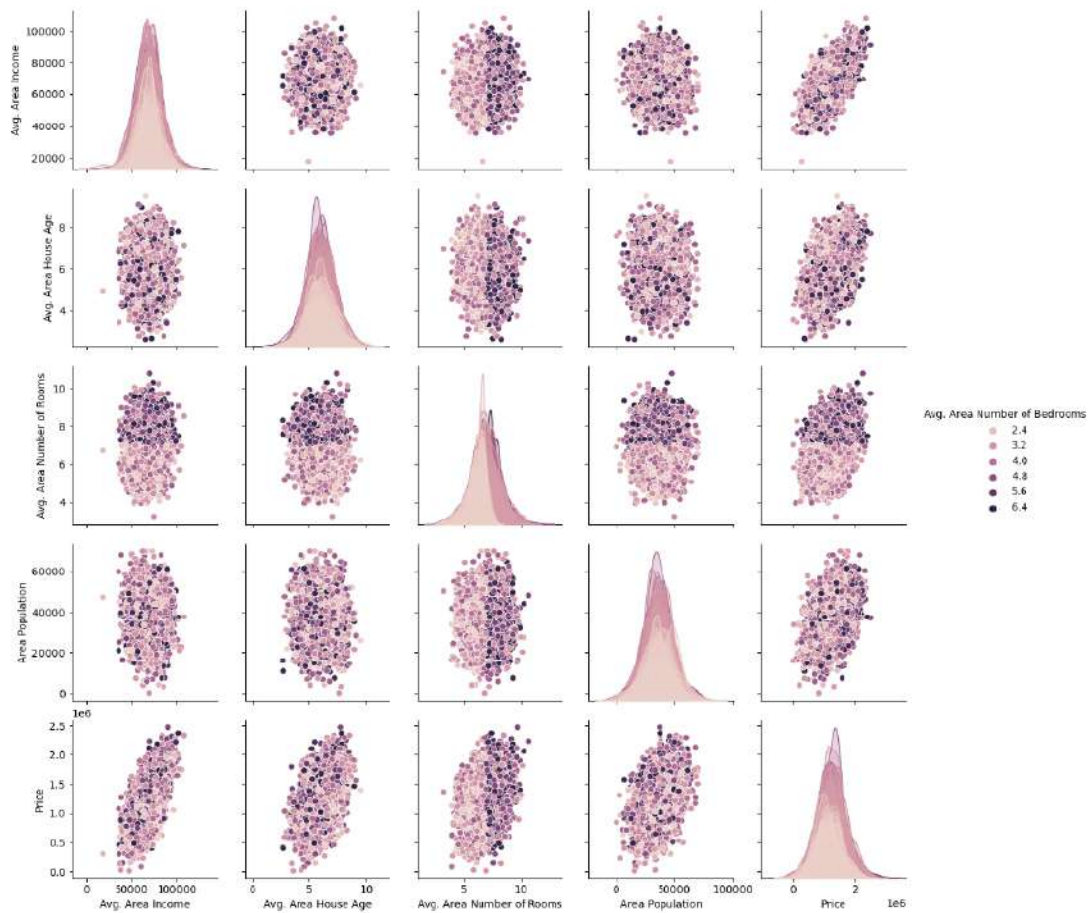 100000
80000
60000
40000
20000
Avg. Area Income
8
6
4
Avg. Area House Age
10
8
6
4
Avg. Area Number of Rooms
60000
40000
20000
0
Area Population
1e6
2.5
2.0
1.5
1.0
0.5
0.0
Price
0 50000 100000
Avg. Area Income
0 5 10
Avg. Area House Age
0 5 10
Avg. Area Number of Rooms
0 50000 100000
Area Population
0 2 1e6
Price
Avg. Area Number of Bedrooms
2.4
3.2
4.0
4.8
5.6
6.4